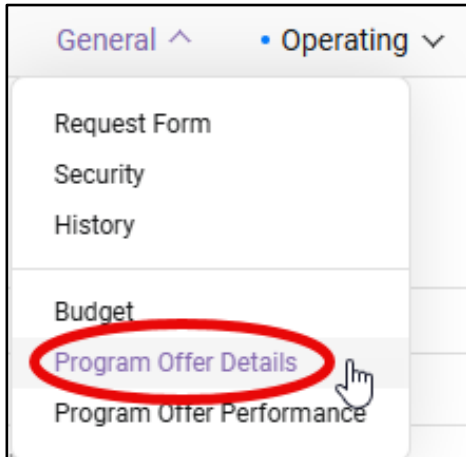 General Operating
Request Form
Security
History
Budget
Program Offer Details
Program Offer Performance